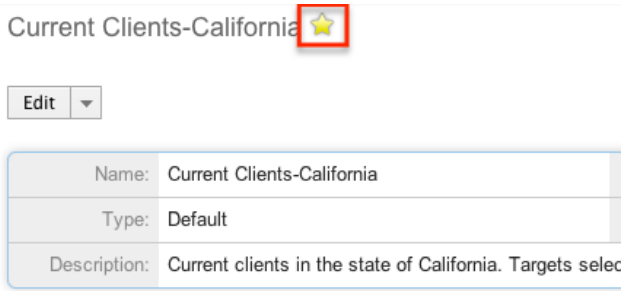 Current Clients-California
Edit
Name: Current Clients-California
Type: Default
Description: Current clients in the state of California. Targets